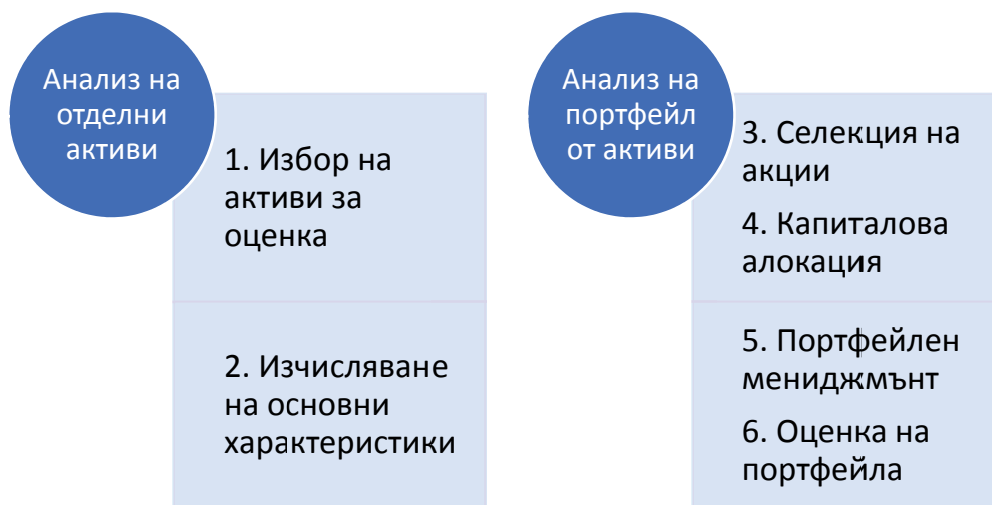 Анализ на
отделни
активи
1. Избор на
активи за
оценка
2. Изчисляване
на основни
характеристики
Анализ на
портфейл
от активи
3. Селекция на
акции
4. Капиталова
алокация
5. Портфейлен
мениджмънт
6. Оценка на
портфейла